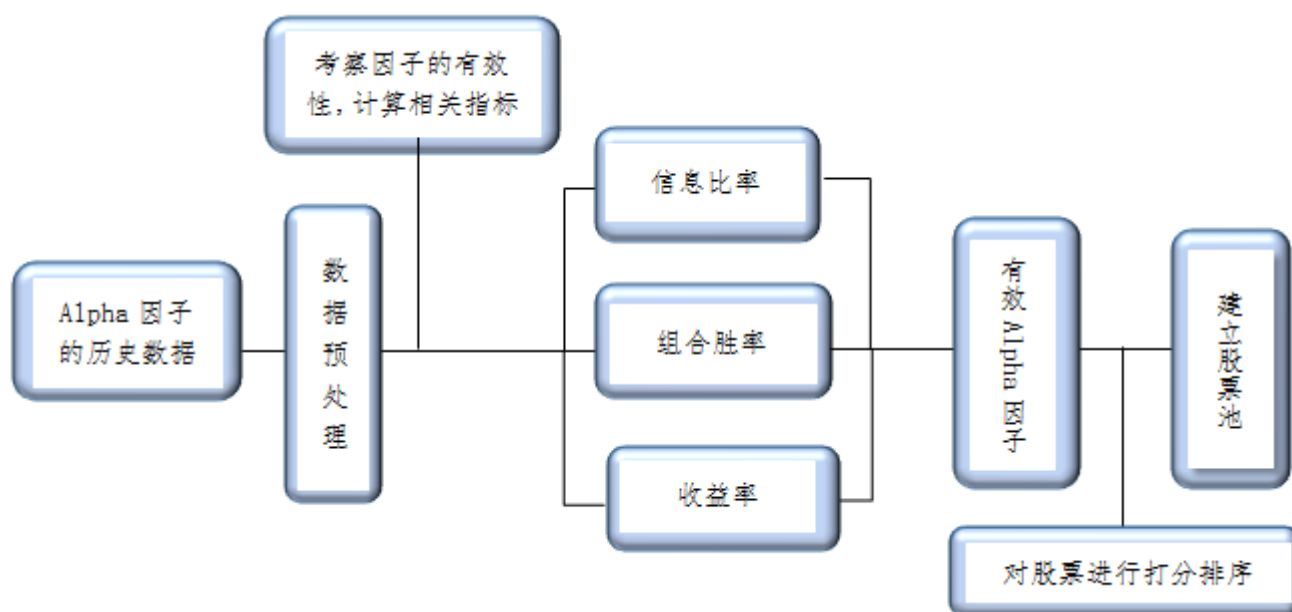 考察因子的有效
性,计算相关指标
Alpha 因子
的历史数据
数据预处理
信息比率
组合胜率
收益率
有效 Alpha 因子
建立股票池
对股票进行打分排序